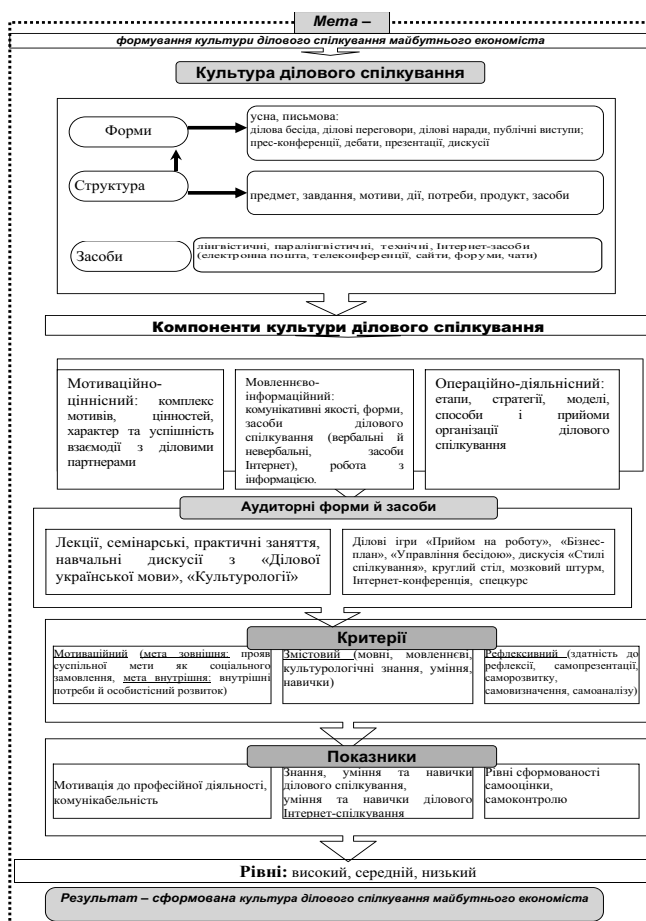 Мета –
формування культури ділового спілкування майбутнього економіста
Культура ділового спілкування
Форми
усна, письмова:
ділова бесіда, ділові переговори, ділові наради, публічні виступи;
прес-конференції, дебати, презентації, дискусії
Структура
предмет, завдання, мотиви, дії, потреби, продукт, засоби
Засоби
лінгвістичні, паралінгвістичні, технічні, Інтернет-засоби
(електронна пошта, телеконференції, сайти, форуми, чати)
Компоненти культури ділового спілкування
Мотиваційно-
ціннісний: комплекс
мотивів, цінностей,
характер та успішність
взаємодії з діловими
партнерами
Мовленнєво-
інформаційний:
комунікативні якості, форми,
засоби ділового
спілкування (вербальні й
невербальні, засоби
Інтернет), робота з
інформацією.
Операційно-діяльнісний:
етапи, стратегії, моделі,
способи і прийоми
організації ділового
спілкування
Аудиторні форми й засоби
Лекції, семінарські, практичні заняття,
навчальні дискусії з «Ділової
української мови», «Культурології»
Ділові ігри «Прийом на роботу», «Бізнес-
план», «Управління бесідою», дискусія «Стилі
спілкування», круглий стіл, мозковий штурм,
Інтернет-конференція, спецкурс
Критерії
Мотиваційний (мета зовнішня: прояв
суспільної мети як соціального
замовлення, мета внутрішня: внутрішні
потреби й особистісний розвиток)
Змістовий (мовні, мовленнєві,
культурологічні знання, уміння,
навички)
Рефлексивний (здатність до
рефлексії, самопрезентації,
саморозвитку,
самовизначення, самоаналізу)
Показники
Мотивація до професійної діяльності,
комунікабельність
Знання, уміння та навички
ділового спілкування,
уміння та навички ділового
Інтернет-спілкування
Рівні сформованості
самооцінки,
самоконтролю
Рівні: високий, середній, низький
Результат – сформована культура ділового спілкування майбутнього економіста